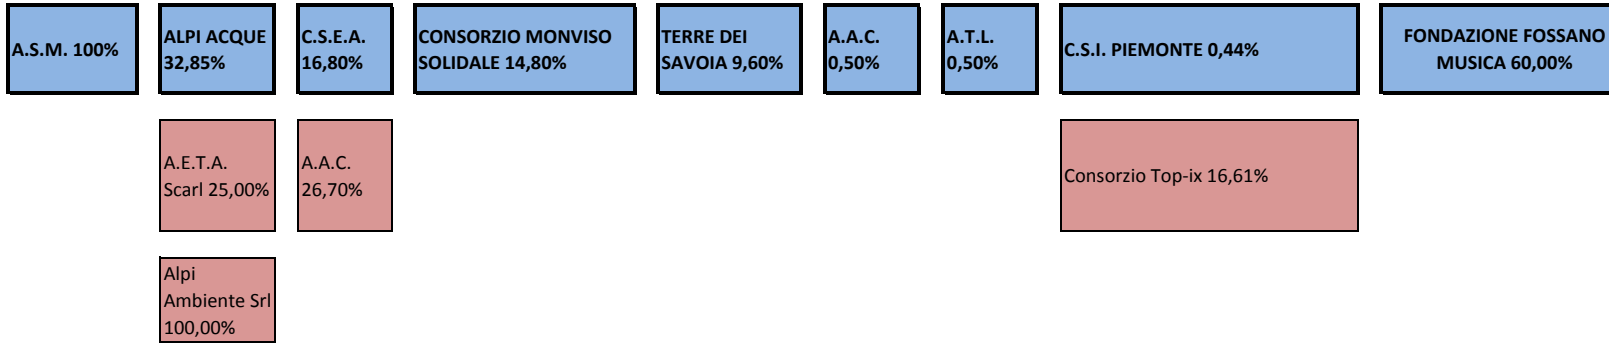 A.S.M. 100%
ALPI ACQUE
32,85%
C.S.E.A.
16,80%
CONSORZIO MONVISO
SOLIDALE 14,80%
TERRE DEI
SAVOIA 9,60%
A.A.C.
0,50%
A.T.L.
0,50%
C.S.I. PIEMONTE 0,44%
FONDAZIONE FOSSANO
MUSICA 60,00%
A.E.T.A.
Scarl 25,00%
A.A.C.
26,70%
Consorzio Top-ix 16,61%
Alpi
Ambiente Srl
100,00%